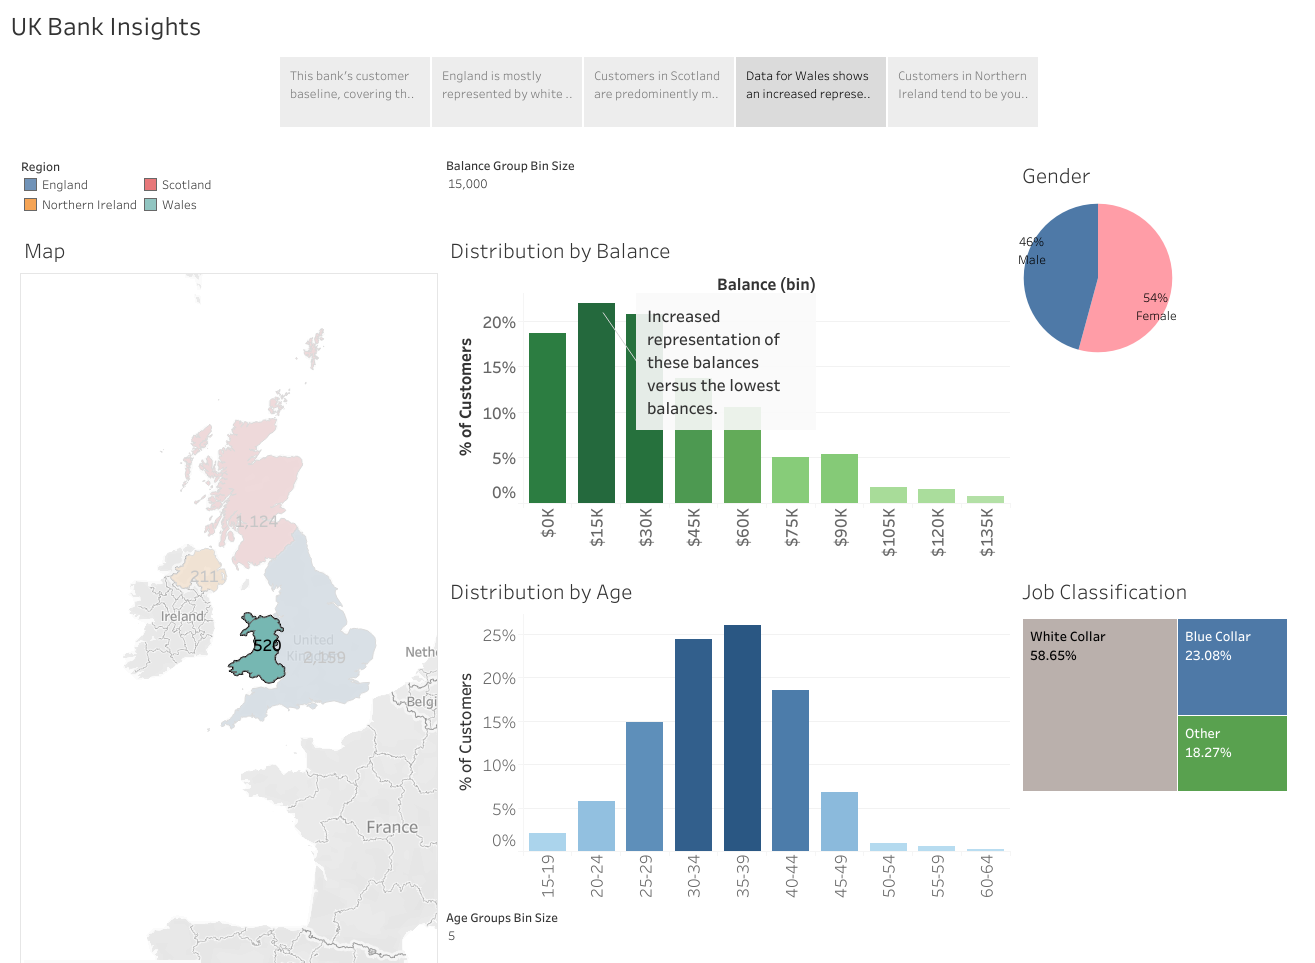 UK Bank Insights
This bank's customer
baseline, covering th..
England is mostly
represented by white ..
Customers in Scotland
are predominently m..
Data for Wales shows
an increased represe..
Customers in Northern
Ireland tend to be you..
Region
England
Scotland
Northern Ireland
Wales
Balance Group Bin Size
15,000
Gender
46%
Male
54%
Female
Map
1,124
211
Ireland
520
United
2,159
Neth
Belgi
France
Distribution by Balance
Balance (bin)
% of Customers
20%
15%
10%
5%
0%
Increased
representation of
these balances
versus the lowest
balances.
$0K
$15K
$30K
$45K
$60K
$75K
$90K
$105K
$120K
$135K
Distribution by Age
% of Customers
25%
20%
15%
10%
5%
0%
15-19
20-24
25-29
30-34
35-39
40-44
45-49
50-54
55-59
60-64
Age Groups Bin Size
5
Job Classification
White Collar
58.65%
Blue Collar
23.08%
Other
18.27%